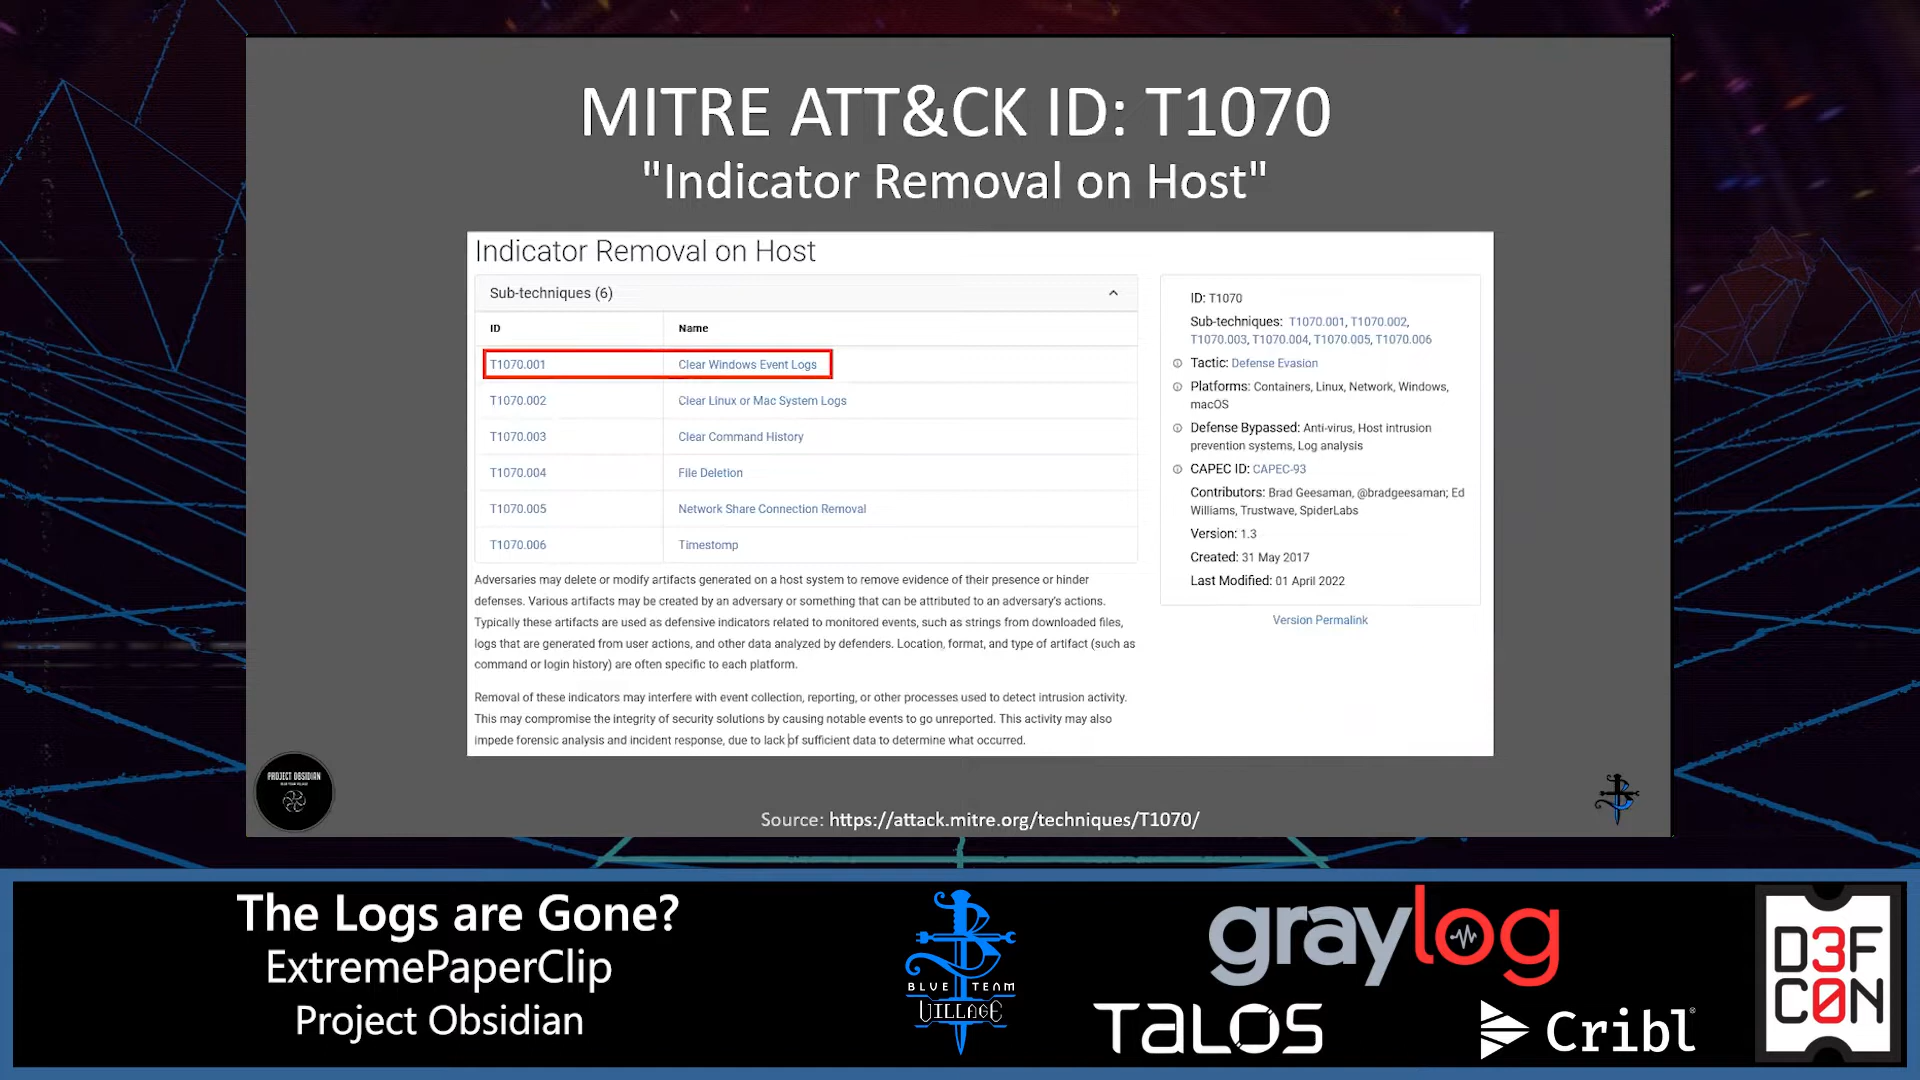 MITRE ATT&CK ID: T1070
"Indicator Removal on Host"
Indicator Removal on Host
Sub-techniques (6)
ID Name
T1070.001 Clear Windows Event Logs
T1070.002 Clear Linux or Mac System Logs
T1070.003 Clear Command History
T1070.004 File Deletion
T1070.005 Network Share Connection Removal
T1070.006 Timestomp
Adversaries may delete or modify artifacts generated on a host system to remove evidence of their presence or hinder
defenses. Various artifacts may be created by an adversary or something that can be attributed to an adversary's actions.
Typically these artifacts are used as defensive indicators related to monitored events, such as strings from downloaded files,
logs that are generated from user actions, and other data analyzed by defenders. Location, format, and type of artifact (such as
command or login history) are often specific to each platform.
Removal of these indicators may interfere with event collection, reporting, or other processes used to detect intrusion activity.
This may compromise the integrity of security solutions by causing notable events to go unreported. This activity may also
impede forensic analysis and incident response, due to lack of sufficient data to determine what occurred.
ID: T1070
Sub-techniques: T1070.001, T1070.002,
T1070.003, T1070.004, T1070.005, T1070.006
Tactic: Defense Evasion
Platforms: Containers, Linux, Network, Windows,
macOS
Defense Bypassed: Anti-virus, Host intrusion
prevention systems, Log analysis
CAPEC ID: CAPEC-93
Contributors: Brad Geesaman, @bradgeesaman; Ed
Williams, Trustwave, SpiderLabs
Version: 1.3
Created: 31 May 2017
Last Modified: 01 April 2022
Version Permalink
PROJECT OBSIDIAN
BLUE TEAM VILLAGE
Source: https://attack.mitre.org/techniques/T1070/
The Logs are Gone?
ExtremePaperClip
Project Obsidian
BLUE TEAM
VILLAGE
graylog
TALOS
Cribl
D3F
C0N